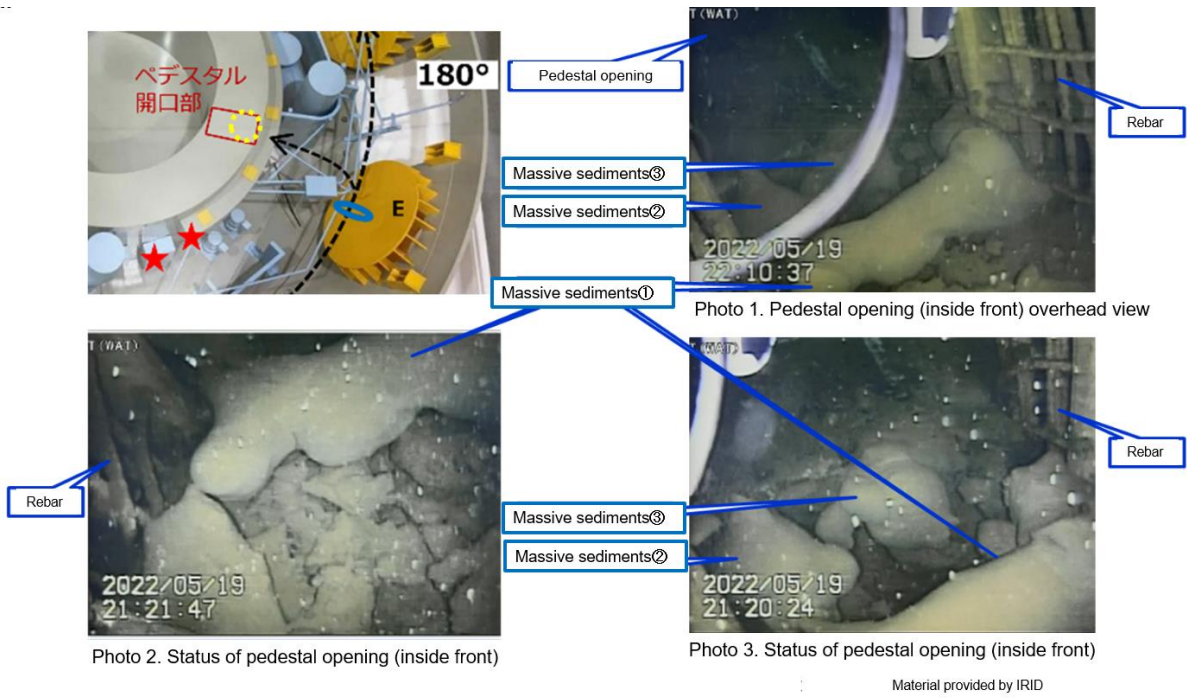 ペデスタル
開口部
180°
E
T(WAT)
Pedestal opening
Rebar
Massive sediments③
Massive sediments②
2022/05/19
22:10:37
Massive sediments①
Photo 1. Pedestal opening (inside front) overhead view
T(WAT)
Rebar
2022/05/19
21:21:47
Photo 2. Status of pedestal opening (inside front)
T(WAT)
Rebar
Massive sediments③
Massive sediments②
2022/05/19
21:20:24
Photo 3. Status of pedestal opening (inside front)
Material provided by IRID